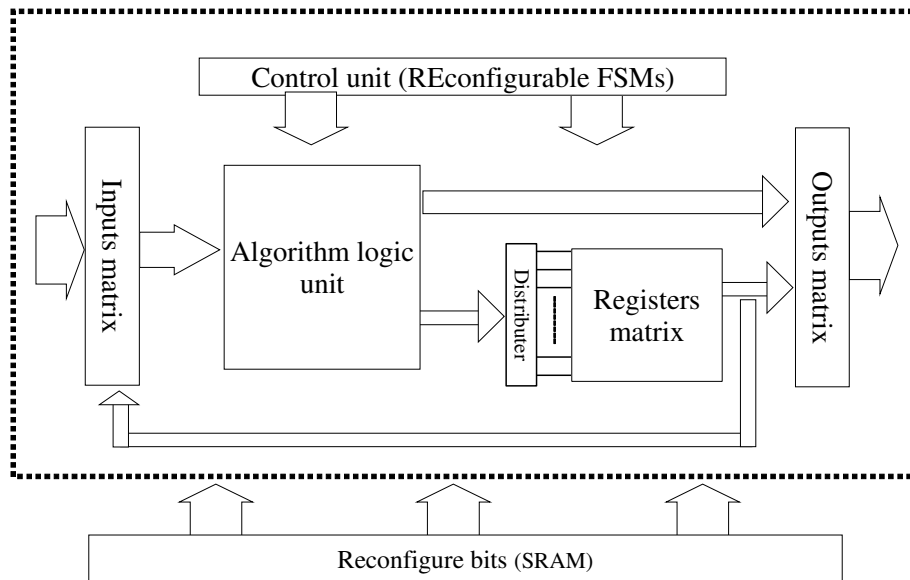 Control unit (REconfigurable FSMs)
Inputs matrix
Algorithm logic
unit
Distributer
Registers
matrix
Outputs matrix
Reconfigure bits (SRAM)